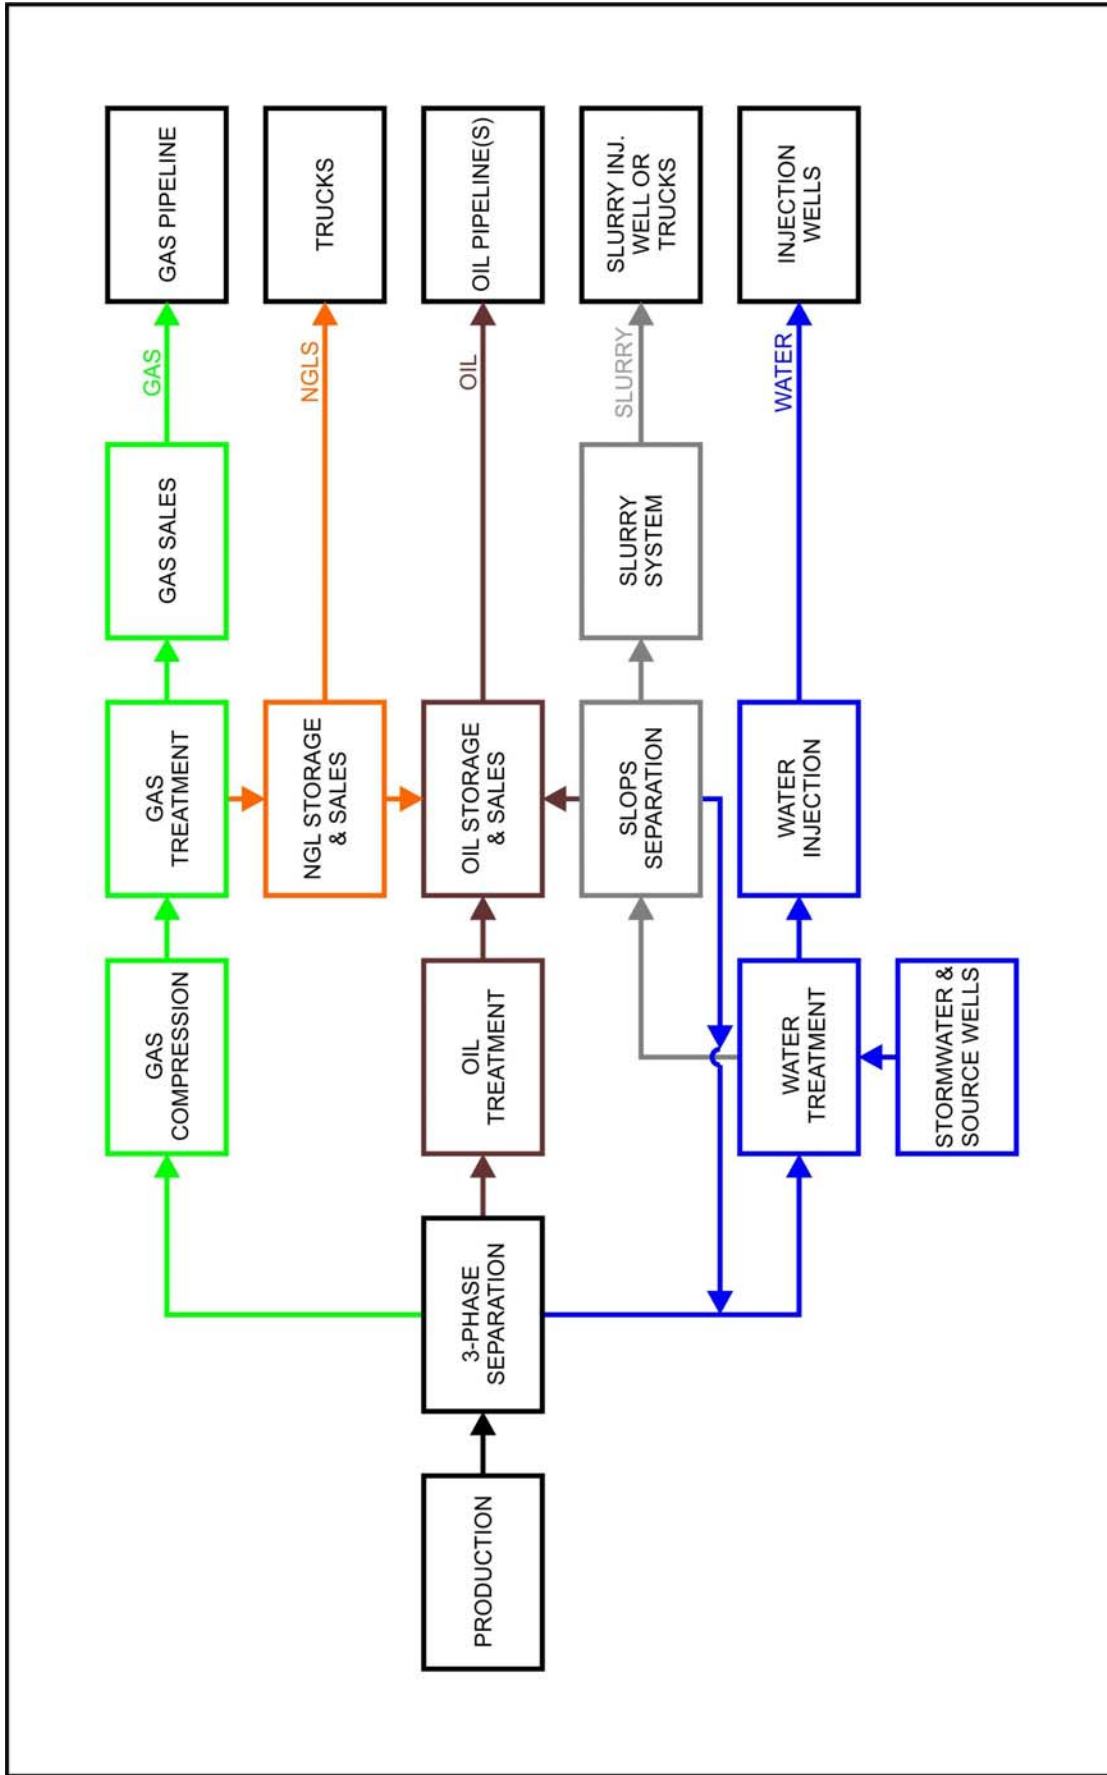 PRODUCTION
3-PHASE
SEPARATION
GAS
COMPRESSION
GAS
TREATMENT
GAS SALES
GAS
GAS PIPELINE
NGL STORAGE
& SALES
NGLS
TRUCKS
OIL
TREATMENT
OIL STORAGE
& SALES
OIL
OIL PIPELINE(S)
SLOPS
SEPARATION
SLURRY
SYSTEM
SLURRY
SLURRY INJ.
WELL OR
TRUCKS
WATER
TREATMENT
WATER
INJECTION
WATER
INJECTION
WELLS
STORMWATER &
SOURCE WELLS